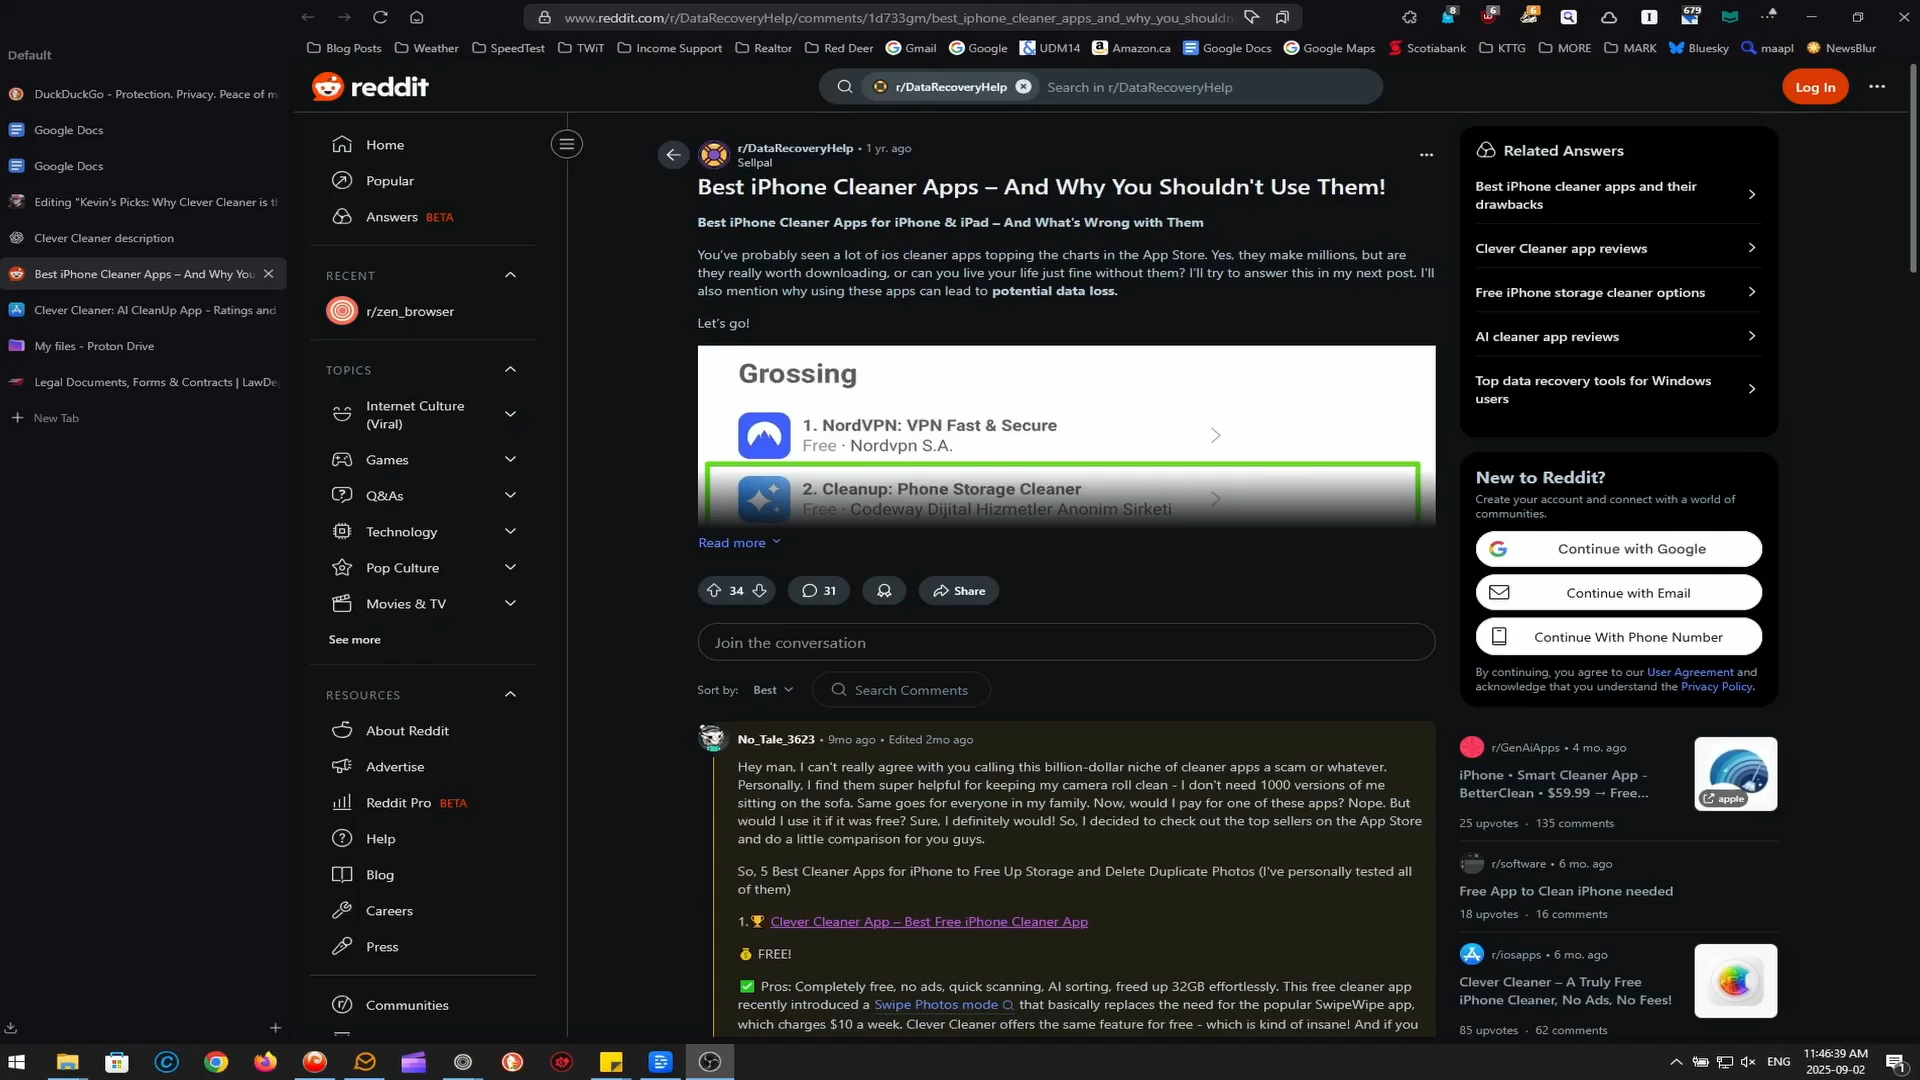 www.reddit.com/r/DataRecoveryHelp/comments/1d733gm/best_iphone_cleaner_apps_and_why_you_shouldn
8
6
6
679
Blog Posts
Weather
SpeedTest
TWiT
Income Support
Realtor
Red Deer
Gmail
Google
UDM14
Amazon.ca
Google Docs
Google Maps
Scotiabank
KTTG
MORE
MARK
Bluesky
maapl
NewsBlur
Default
DuckDuckGo - Protection. Privacy. Peace of m
Google Docs
Google Docs
Editing "Kevin's Picks: Why Clever Cleaner is th
Clever Cleaner description
Best iPhone Cleaner Apps – And Why You
Clever Cleaner: AI CleanUp App - Ratings and
My files - Proton Drive
Legal Documents, Forms & Contracts | LawDe
New Tab
reddit
r/DataRecoveryHelp
Search in r/DataRecoveryHelp
Log In
Home
Popular
Answers BETA
RECENT
r/zen_browser
TOPICS
Internet Culture
(Viral)
Games
Q&As
Technology
Pop Culture
Movies & TV
See more
RESOURCES
About Reddit
Advertise
Reddit Pro BETA
Help
Blog
Careers
Press
Communities
r/DataRecoveryHelp • 1 yr. ago
Sellpal
Best iPhone Cleaner Apps – And Why You Shouldn't Use Them!
Best iPhone Cleaner Apps for iPhone & iPad – And What's Wrong with Them
You've probably seen a lot of ios cleaner apps topping the charts in the App Store. Yes, they make millions, but are
they really worth downloading, or can you live your life just fine without them? I'll try to answer this in my next post. I'll
also mention why using these apps can lead to potential data loss.
Let's go!
Grossing
1. NordVPN: VPN Fast & Secure
Free · Nordvpn S.A.
2. Cleanup: Phone Storage Cleaner
Free · Codeway Dijital Hizmetler Anonim Sirketi
Read more
34
31
Share
Join the conversation
Sort by: Best
Search Comments
No_Tale_3623 • 9mo ago • Edited 2mo ago
Hey man, I can't really agree with you calling this billion-dollar niche of cleaner apps a scam or whatever.
Personally, I find them super helpful for keeping my camera roll clean - I don't need 1000 versions of me
sitting on the sofa. Same goes for everyone in my family. Now, would I pay for one of these apps? Nope. But
would I use it if it was free? Sure, I definitely would! So, I decided to check out the top sellers on the App Store
and do a little comparison for you guys.
So, 5 Best Cleaner Apps for iPhone to Free Up Storage and Delete Duplicate Photos (I've personally tested all
of them)
1.🏆 Clever Cleaner App – Best Free iPhone Cleaner App
💰 FREE!
✅ Pros: Completely free, no ads, quick scanning, AI sorting, freed up 32GB effortlessly. This free cleaner app
recently introduced a Swipe Photos mode that basically replaces the need for the popular SwipeWipe app,
which charges $10 a week. Clever Cleaner offers the same feature for free - which is kind of insane! And if you
Related Answers
Best iPhone cleaner apps and their
drawbacks
Clever Cleaner app reviews
Free iPhone storage cleaner options
AI cleaner app reviews
Top data recovery tools for Windows
users
New to Reddit?
Create your account and connect with a world of
communities.
Continue with Google
Continue with Email
Continue With Phone Number
By continuing, you agree to our User Agreement and
acknowledge that you understand the Privacy Policy.
r/GenAiApps • 4 mo. ago
iPhone • Smart Cleaner App -
BetterClean • $59.99 → Free...
apple
25 upvotes · 135 comments
r/software • 6 mo. ago
Free App to Clean iPhone needed
18 upvotes · 16 comments
r/iosapps • 6 mo. ago
Clever Cleaner – A Truly Free
iPhone Cleaner, No Ads, No Fees!
85 upvotes · 62 comments
ENG
11:46:39 AM
2025-09-02
1